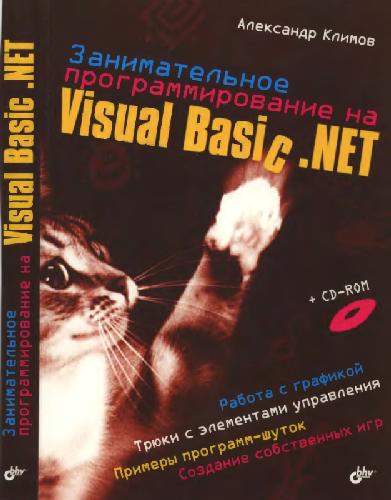 Александр Климов
Занимательное
программирование на
Visual Basic .NET
+ CD-ROM
Работа с графикой
Трюки с элементами управления
Примеры программ-шуток
Создание собственных игр
bhv
Занимательное
программирование на
Visual Basic .NET
bhv